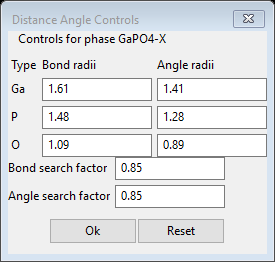 Distance Angle Controls
Controls for phase GaPO4-X
Type Bond radii Angle radii
Ga 1.61 1.41
P 1.48 1.28
O 1.09 0.89
Bond search factor 0.85
Angle search factor 0.85
Ok Reset